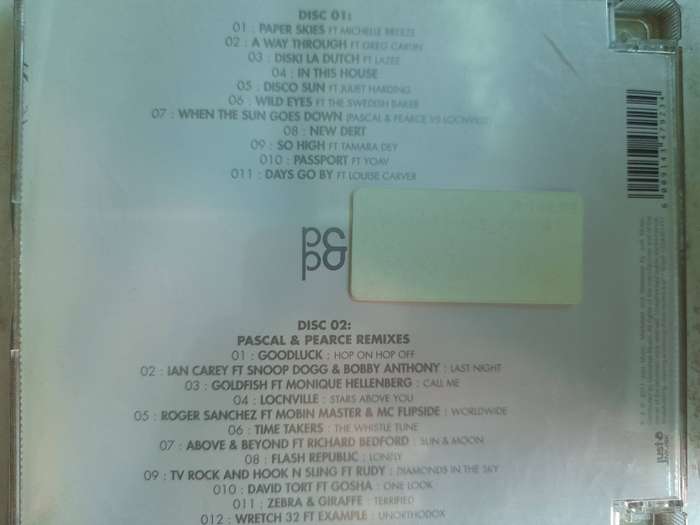 DISC 01:
01 : PAPER SKIES FT MICHELLE BREEZE
02 : A WAY THROUGH FT GREG CARLIN
03 : DISKI LA DUTCH FT LAZEE
04 : IN THIS HOUSE
05 : DISCO SUN FT JULIET HARDING
06 : WILD EYES FT THE SWEDISH BAKER
07 : WHEN THE SUN GOES DOWN (PASCAL & PEARCE VS LOCNVILLE)
08 : NEW DERT
09 : SO HIGH FT TAMARA DEY
010 : PASSPORT FT YOAV
011 : DAYS GO BY FT LOUISE CARVER
P&
P
DISC 02:
PASCAL & PEARCE REMIXES
01 : GOODLUCK : HOP ON HOP OFF
02 : IAN CAREY FT SNOOP DOGG & BOBBY ANTHONY : LAST NIGHT
03 : GOLDFISH FT MONIQUE HELLENBERG : CALL ME
04 : LOCNVILLE : STARS ABOVE YOU
05 : ROGER SANCHEZ FT MOBIN MASTER & MC FLIPSIDE : WORLDWIDE
06 : TIME TAKERS : THE WHISTLE TUNE
07 : ABOVE & BEYOND FT RICHARD BEDFORD : SUN & MOON
08 : FLASH REPUBLIC : LONELY
09 : TV ROCK AND HOOK N SLING FT RUDY : DIAMONDS IN THE SKY
010 : DAVID TORT FT GOSHA : ONE LOOK
011 : ZEBRA & GIRAFFE : TERRIFIED
012 : WRETCH 32 FT EXAMPLE : UNORTHODOX
6 009143 479234
just